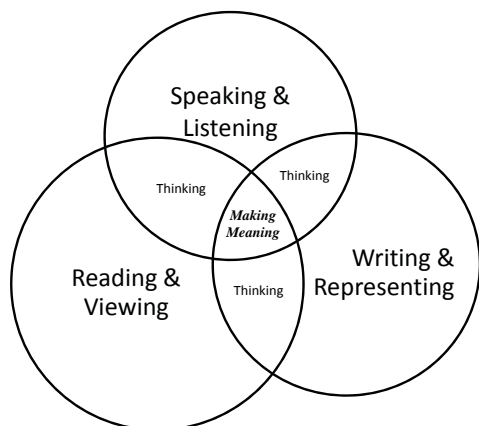 Speaking &
Listening
Thinking
Thinking
Making
Meaning
Reading &
Viewing
Writing &
Representing
Thinking